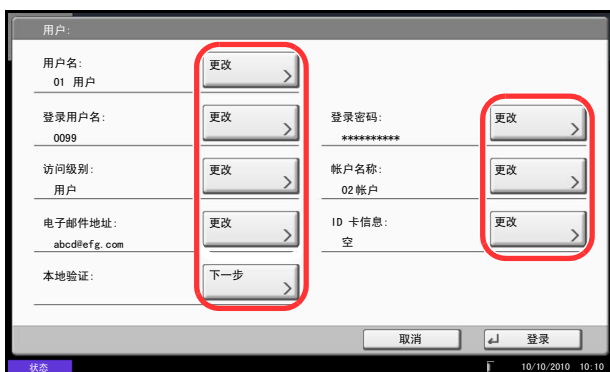 用户:
用户名:
更改
01 用户
登录用户名:
更改
登录密码:
更改
0099
**********
访问级别:
更改
帐户名称:
更改
用户
02帐户
电子邮件地址:
更改
ID 卡信息:
更改
abcd@efg.com
空
本地验证:
下一步
取消
登录
状态
10/10/2010 10:10